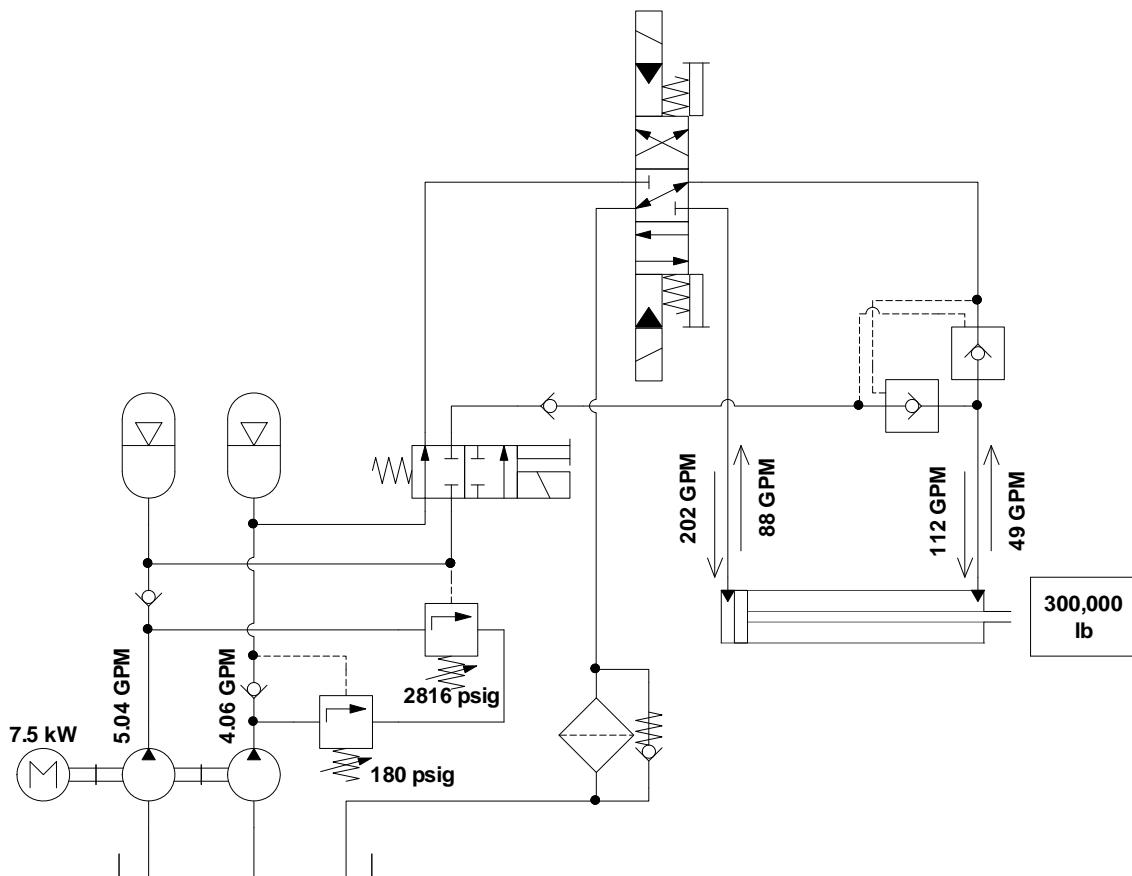 202 GPM
88 GPM
112 GPM
49 GPM
300,000
lb
5.04 GPM
4.06 GPM
2816 psig
7.5 kW
M
180 psig